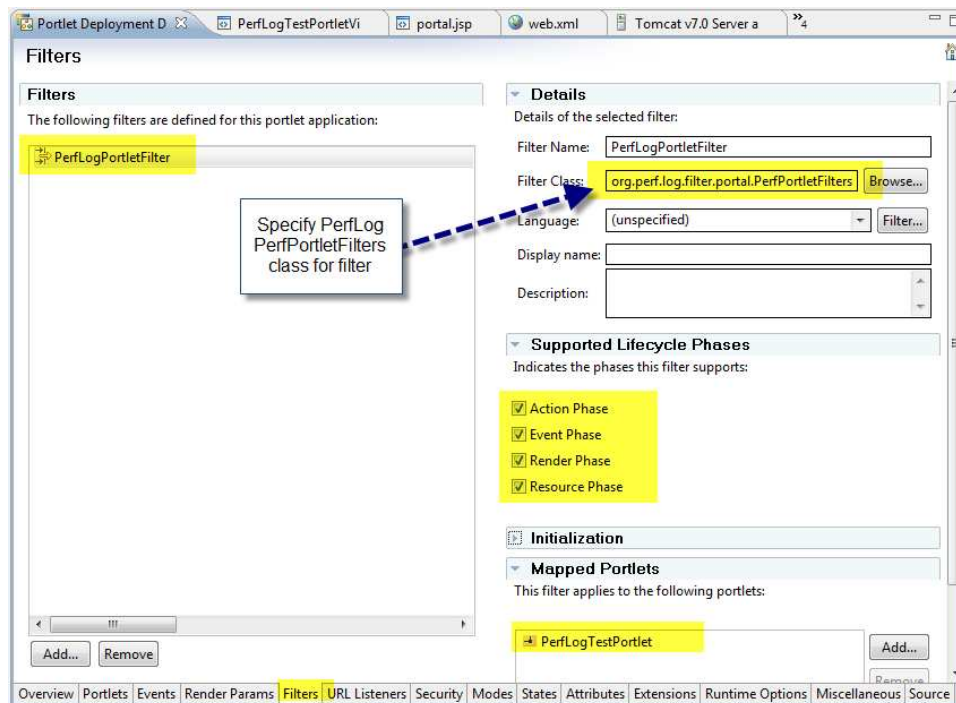 Portlet Deployment D PerfLogTestPortletVi portal.jsp web.xml Tomcat v7.0 Server a »4
Filters
Filters
The following filters are defined for this portlet application:
PerfLogPortletFilter
Specify PerfLog
PerfPortletFilters
class for filter
Add... Remove
Details
Details of the selected filter:
Filter Name: PerfLogPortletFilter
Filter Class: org.perf.log.filter.portal.PerfPortletFilters Browse...
Language: (unspecified) Filter...
Display name:
Description:
Supported Lifecycle Phases
Indicates the phases this filter supports:
Action Phase
Event Phase
Render Phase
Resource Phase
Initialization
Mapped Portlets
This filter applies to the following portlets:
PerfLogTestPortlet Add...
Remove
Overview Portlets Events Render Params Filters URL Listeners Security Modes States Attributes Extensions Runtime Options Miscellaneous Source